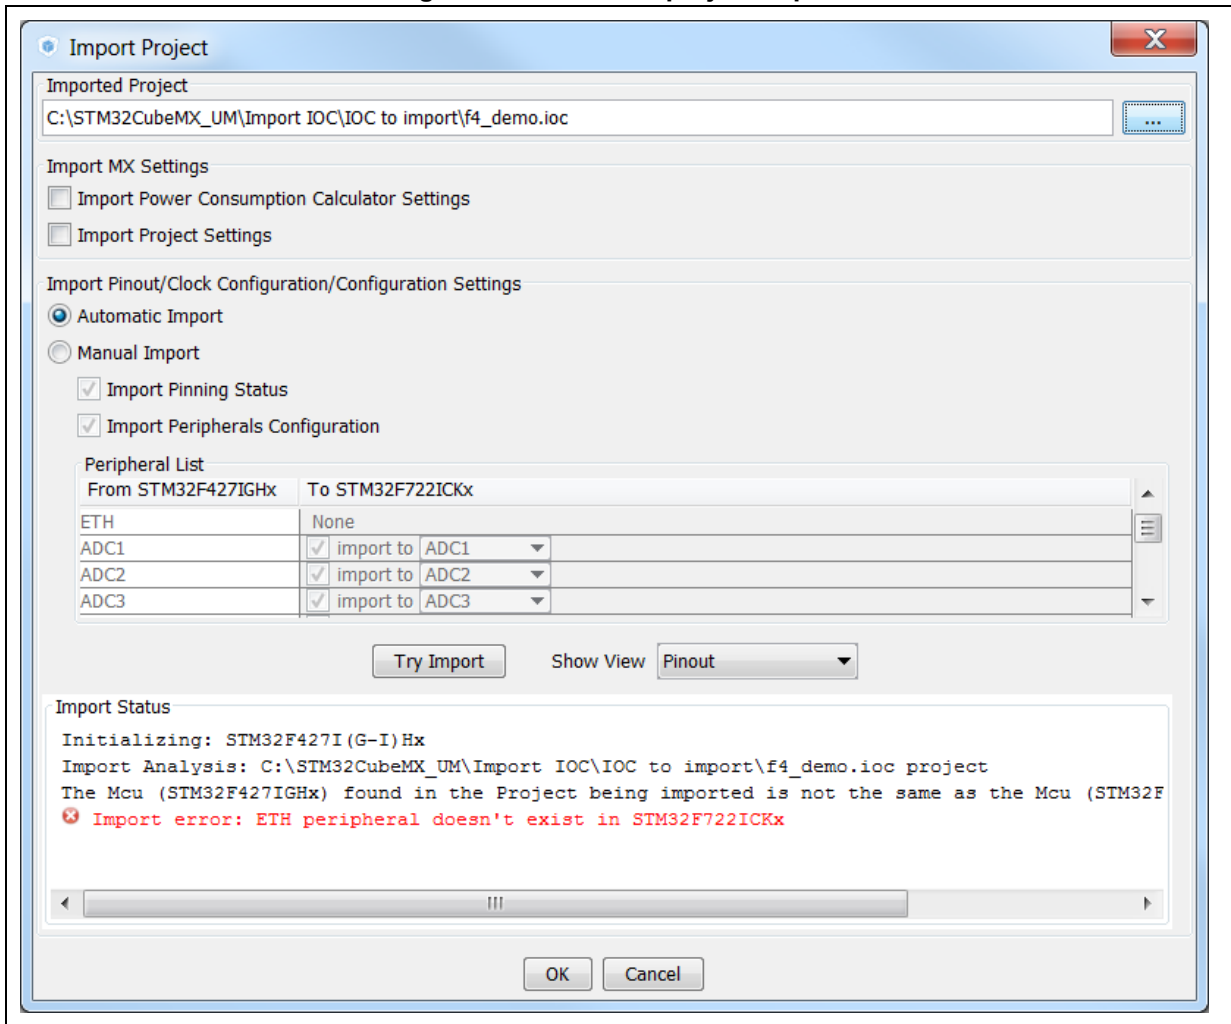 Import Project
Imported Project
C:\STM32CubeMX_UM\Import IOC\IOC to import\f4_demo.ioc
...
Import MX Settings
Import Power Consumption Calculator Settings
Import Project Settings
Import Pinout/Clock Configuration/Configuration Settings
Automatic Import
Manual Import
Import Pinning Status
Import Peripherals Configuration
Peripheral List
From STM32F427IGHx To STM32F722ICKx
ETH None
ADC1 import to ADC1
ADC2 import to ADC2
ADC3 import to ADC3
Try Import Show View Pinout
Import Status
Initializing: STM32F427I(G-I)Hx
Import Analysis: C:\STM32CubeMX_UM\Import IOC\IOC to import\f4_demo.ioc project
The Mcu (STM32F427IGHx) found in the Project being imported is not the same as the Mcu (STM32F
Import error: ETH peripheral doesn't exist in STM32F722ICKx
OK Cancel